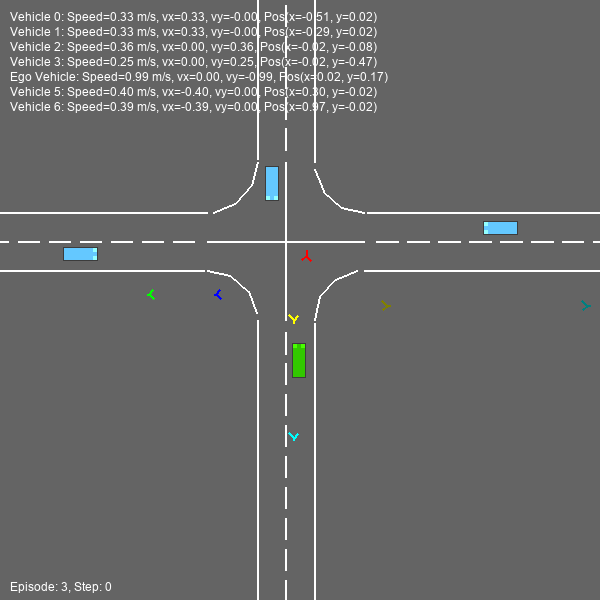 Vehicle 0: Speed=0.33 m/s, vx=0.33, vy=-0.00, Pos(x=-0.51, y=0.02)
Vehicle 1: Speed=0.33 m/s, vx=0.33, vy=-0.00, Pos(x=-0.29, y=0.02)
Vehicle 2: Speed=0.36 m/s, vx=0.00, vy=0.36, Pos(x=-0.02, y=-0.08)
Vehicle 3: Speed=0.25 m/s, vx=0.00, vy=0.25, Pos(x=-0.02, y=-0.47)
Ego Vehicle: Speed=0.99 m/s, vx=0.00, vy=-0.99, Pos(x=0.02, y=0.17)
Vehicle 5: Speed=0.40 m/s, vx=-0.40, vy=0.00, Pos(x=0.30, y=-0.02)
Vehicle 6: Speed=0.39 m/s, vx=-0.39, vy=0.00, Pos(x=0.97, y=-0.02)
Episode: 3, Step: 0